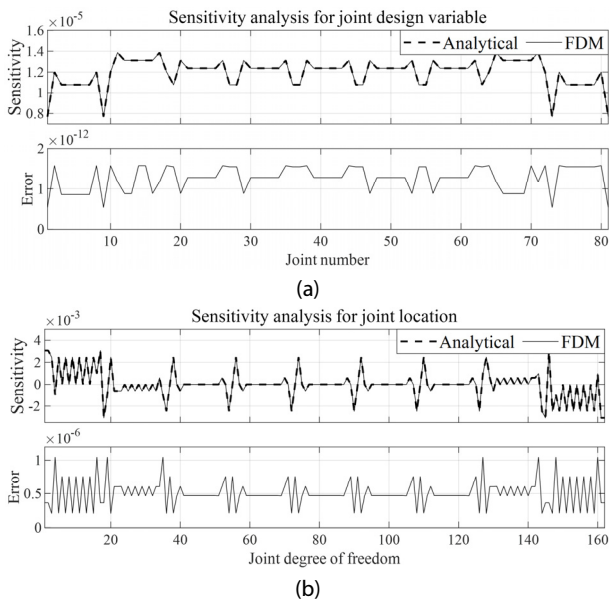 Sensitivity analysis for joint design variable
×10^-5
1.6
1.4
1.2
1.0
0.8
Sensitivity
Analytical
FDM
×10^-12
2
1
0
Error
10 20 30 40 50 60 70 80
Joint number
(a)
Sensitivity analysis for joint location
×10^-3
4
2
0
-2
Sensitivity
Analytical
FDM
×10^-6
1
0.5
0
Error
20 40 60 80 100 120 140 160
Joint degree of freedom
(b)